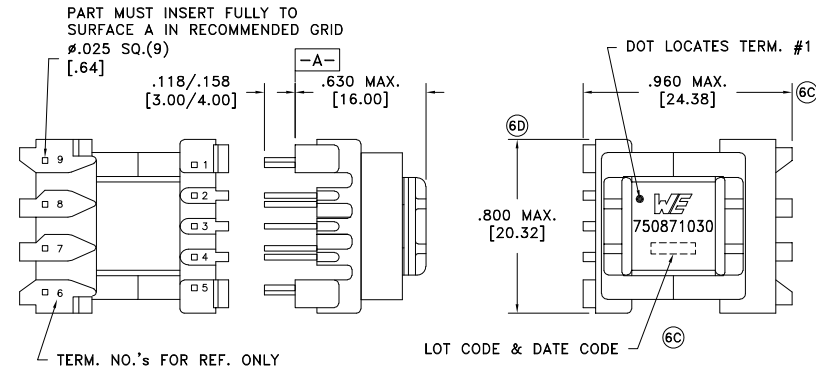 PART MUST INSERT FULLY TO
SURFACE A IN RECOMMENDED GRID
ø.025 SQ.(9)
[.64]
.118/.158
[3.00/4.00]
-A-
.630 MAX.
[16.00]
DOT LOCATES TERM. #1
.960 MAX.
[24.38]
6C
6D
.800 MAX.
[20.32]
9
8
7
6
1
2
3
4
5
WE
750871030
TERM. NO.'s FOR REF. ONLY
LOT CODE & DATE CODE
6C